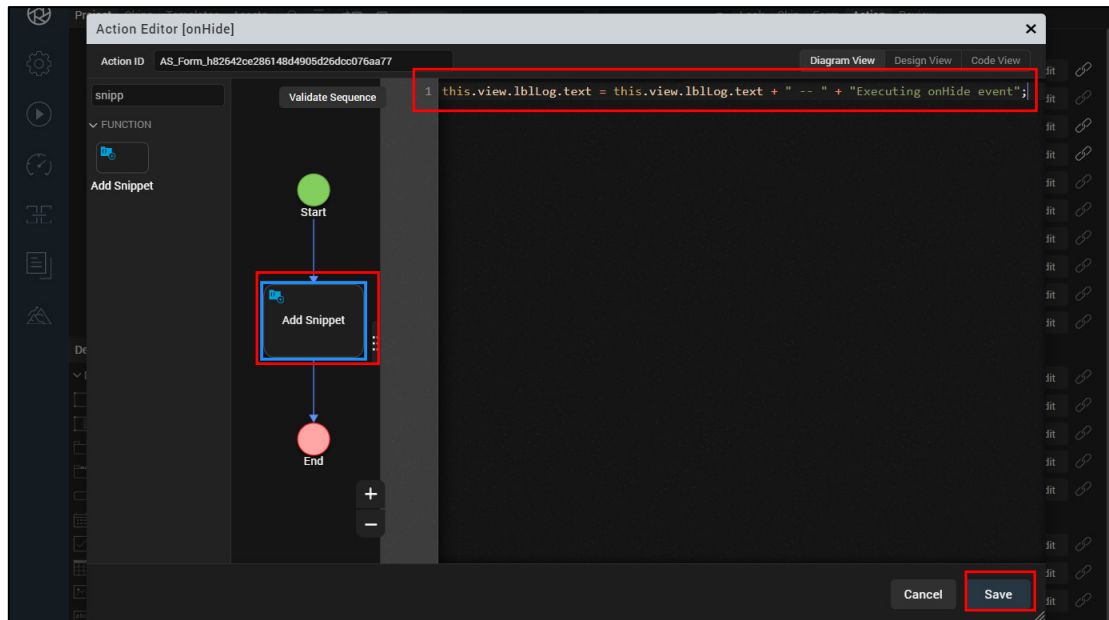 Action Editor [onHide]
Action ID AS_Form_h82642ce286148d4905d26dcc076aa77
Diagram View Design View Code View
snipp
Validate Sequence
1 this.view.lblLog.text = this.view.lblLog.text + " -- " + "Executing onHide event";
FUNCTION
Add Snippet
Start
Add Snippet
End
+
−
Cancel Save